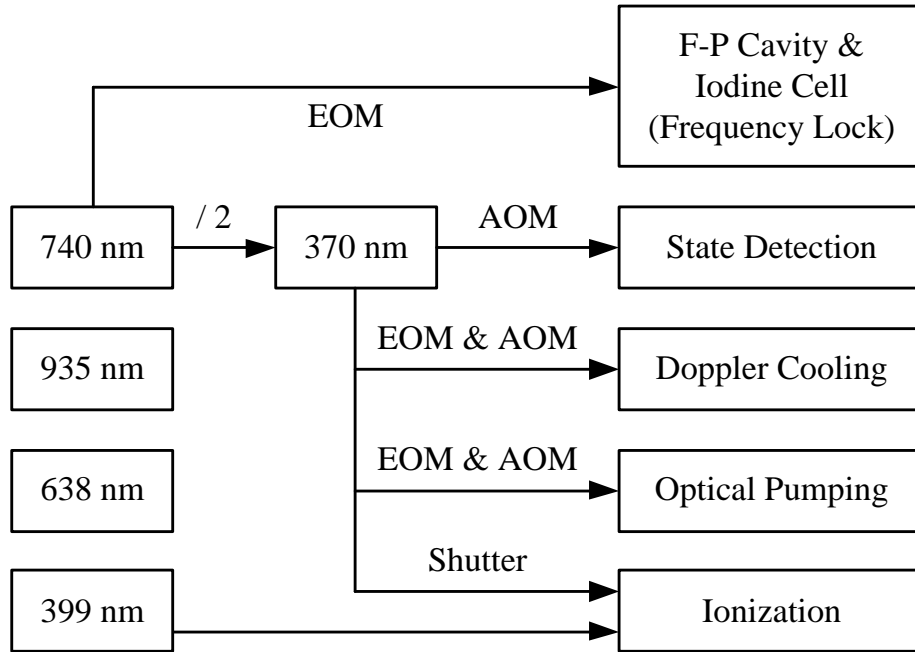 F-P Cavity &
Iodine Cell
(Frequency Lock)
EOM
740 nm
/ 2
370 nm
AOM
State Detection
935 nm
EOM & AOM
Doppler Cooling
638 nm
EOM & AOM
Optical Pumping
399 nm
Shutter
Ionization